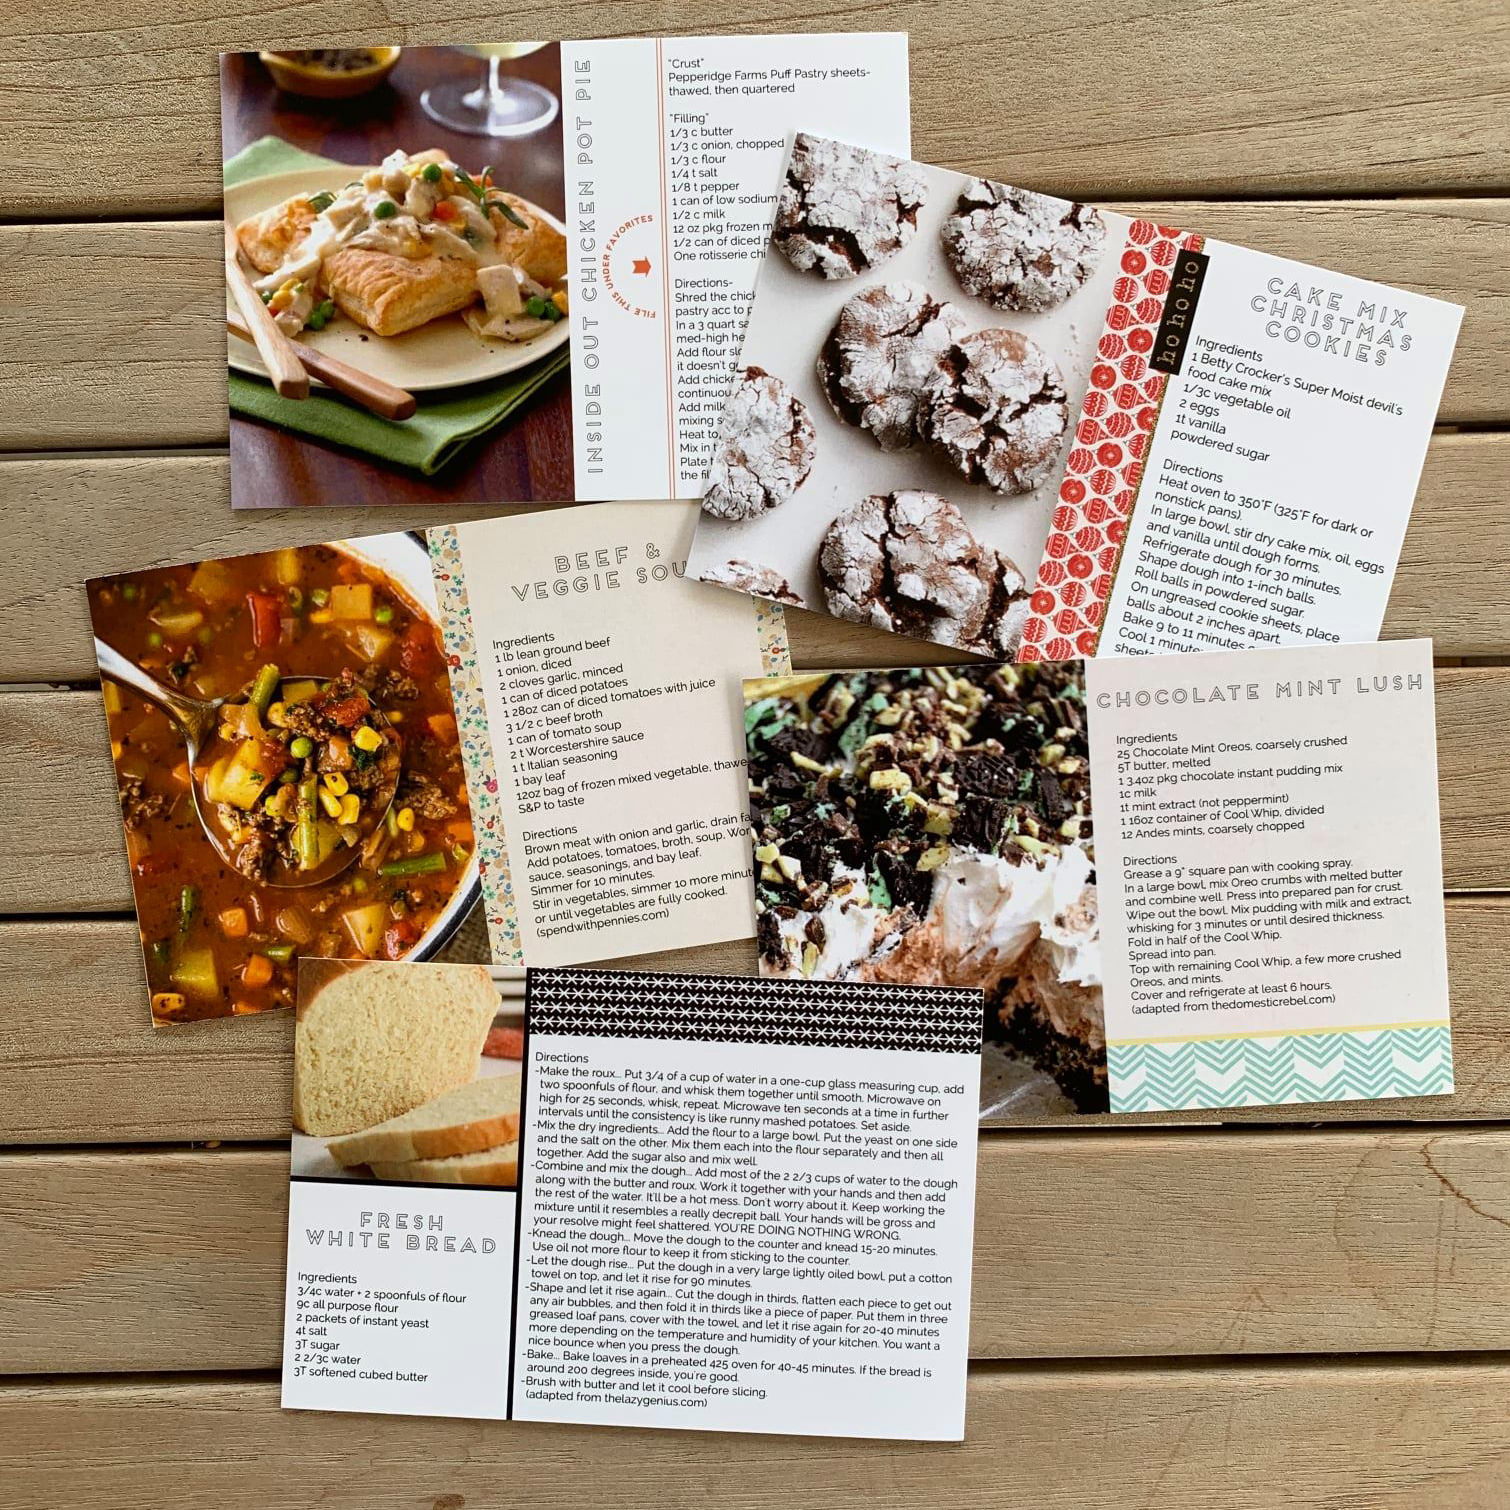 INSIDE OUT CHICKEN POT PIE
FILE THIS UNDER FAVORITES
"Crust"
Pepperidge Farms Puff Pastry sheets-
thawed, then quartered
"Filling"
1/3 c butter
1/3 c onion, chopped
1/3 c flour
1/4 t salt
1/8 t pepper
1 can of low sodium
1/2 c milk
12 oz pkg frozen
1/2 can of diced
One rotisserie
Directions-
Shred the
pastry acc to
In a 3 quart
med-high
Add flour
it doesn't
Add
Add milk
mixing
Heat to
Mix in
Plate
the
CAKE MIX
CHRISTMAS
COOKIES
ho ho ho
Ingredients
1 Betty Crocker's Super Moist devil's
food cake mix
1/3c vegetable oil
2 eggs
1t vanilla
powdered sugar
Directions
Heat oven to 350°F (325°F for dark or
nonstick pans).
In large bowl, stir dry cake mix, oil, eggs
and vanilla until dough forms.
Refrigerate dough for 30 minutes.
Shape dough into 1-inch balls.
Roll balls in powdered sugar.
On ungreased cookie sheets, place
balls about 2 inches apart.
Bake 9 to 11 minutes
Cool 1 minute
BEEF &
VEGGIE SOU
Ingredients
1 lb lean ground beef
1 onion, diced
2 cloves garlic, minced
1 can of diced potatoes
1 28oz can of diced tomatoes with juice
3 1/2 c beef broth
1 can of tomato soup
2 t Worcestershire sauce
1 t Italian seasoning
1 bay leaf
12oz bag of frozen mixed vegetable, thawe
S&P to taste
Directions
Brown meat with onion and garlic, drain
Add potatoes, tomatoes, broth, soup, Wor
sauce, seasonings, and bay leaf.
Simmer for 10 minutes.
Stir in vegetables, simmer 10 more minut
or until vegetables are fully cooked.
(spendwithpennies.com)
CHOCOLATE MINT LUSH
Ingredients
25 Chocolate Mint Oreos, coarsely crushed
5T butter, melted
1 3.4oz pkg chocolate instant pudding mix
1c milk
1t mint extract (not peppermint)
1 16oz container of Cool Whip, divided
12 Andes mints, coarsely chopped
Directions
Grease a 9" square pan with cooking spray.
In a large bowl, mix Oreo crumbs with melted butter
and combine well. Press into prepared pan for crust.
Wipe out the bowl. Mix pudding with milk and extract,
whisking for 3 minutes or until desired thickness.
Fold in half of the Cool Whip.
Spread into pan.
Top with remaining Cool Whip, a few more crushed
Oreos, and mints.
Cover and refrigerate at least 6 hours.
(adapted from thedomesticrebel.com)
FRESH
WHITE BREAD
Ingredients
3/4c water + 2 spoonfuls of flour
9c all purpose flour
2 packets of instant yeast
4t salt
3T sugar
2 2/3c water
3T softened cubed butter
Directions
-Make the roux... Put 3/4 of a cup of water in a one-cup glass measuring cup, add
two spoonfuls of flour, and whisk them together until smooth. Microwave on
high for 25 seconds, whisk, repeat. Microwave ten seconds at a time in further
intervals until the consistency is like runny mashed potatoes. Set aside.
-Mix the dry ingredients... Add the flour to a large bowl. Put the yeast on one side
and the salt on the other. Mix them each into the flour separately and then all
together. Add the sugar also and mix well.
-Combine and mix the dough... Add most of the 2 2/3 cups of water to the dough
along with the butter and roux. Work it together with your hands and then add
the rest of the water. It'll be a hot mess. Don't worry about it. Keep working the
mixture until it resembles a really decrepit ball. Your hands will be gross and
your resolve might feel shattered. YOU'RE DOING NOTHING WRONG.
-Knead the dough... Move the dough to the counter and knead 15-20 minutes.
Use oil not more flour to keep it from sticking to the counter.
-Let the dough rise... Put the dough in a very large lightly oiled bowl, put a cotton
towel on top, and let it rise for 90 minutes.
-Shape and let it rise again... Cut the dough in thirds, flatten each piece to get out
any air bubbles, and then fold it in thirds like a piece of paper. Put them in three
greased loaf pans, cover with the towel, and let it rise again for 20-40 minutes
more depending on the temperature and humidity of your kitchen. You want a
nice bounce when you press the dough.
-Bake... Bake loaves in a preheated 425 oven for 40-45 minutes. If the bread is
around 200 degrees inside, you're good.
-Brush with butter and let it cool before slicing.
(adapted from thelazygenius.com)